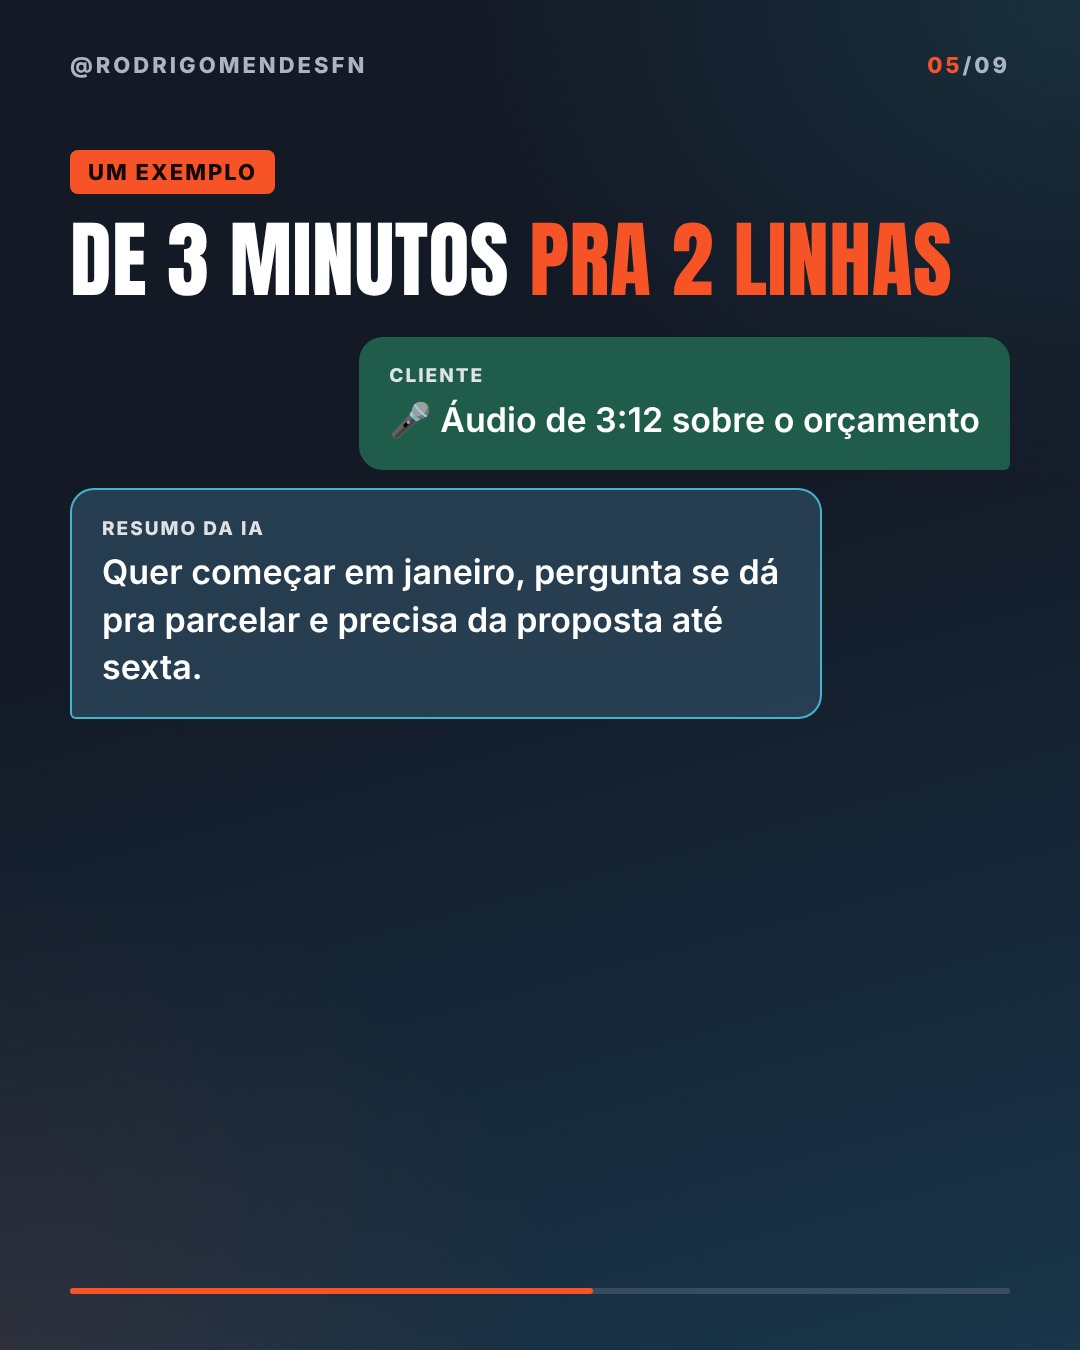 @RODRIGOMENDESFN
05/09
UM EXEMPLO
DE 3 MINUTOS PRA 2 LINHAS
CLIENTE
🎤 Áudio de 3:12 sobre o orçamento
RESUMO DA IA
Quer começar em janeiro, pergunta se dá
pra parcelar e precisa da proposta até
sexta.